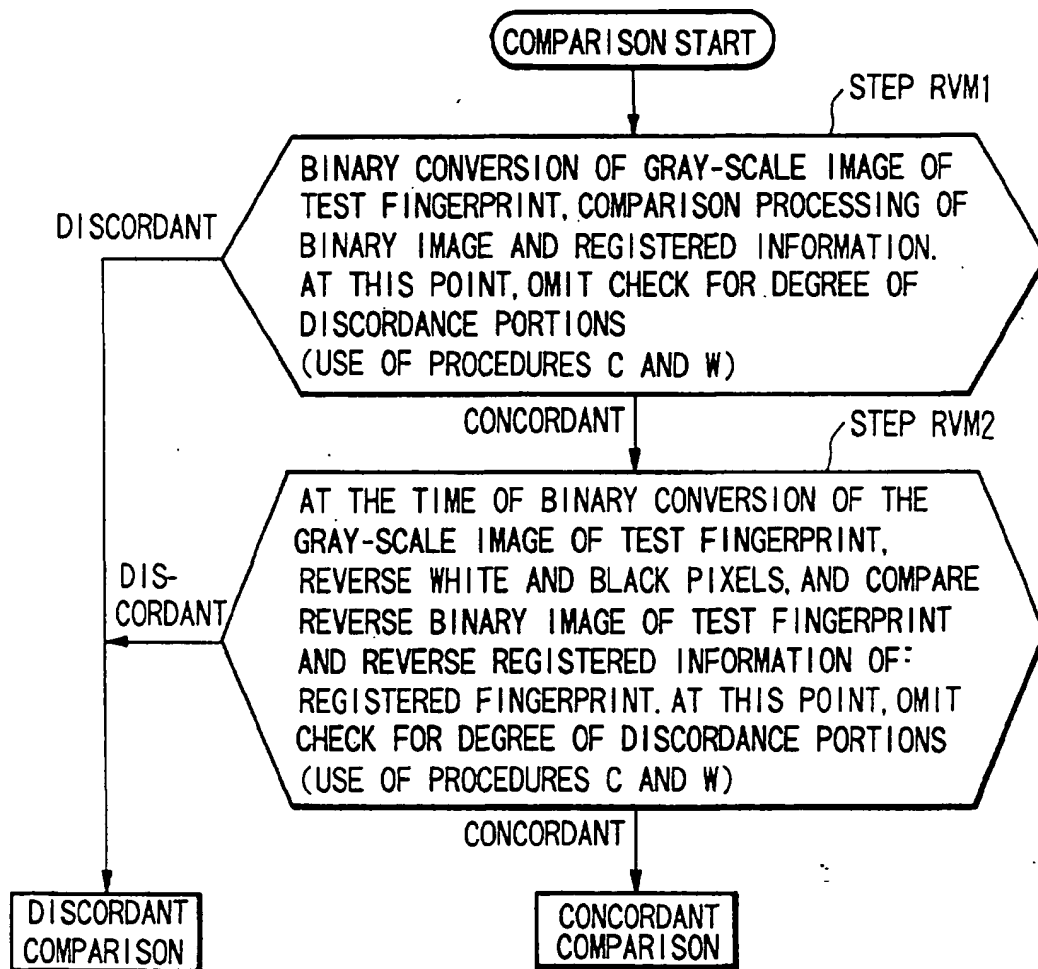 COMPARISON START
STEP RVM1
BINARY CONVERSION OF GRAY-SCALE IMAGE OF
TEST FINGERPRINT, COMPARISON PROCESSING OF
BINARY IMAGE AND REGISTERED INFORMATION.
AT THIS POINT, OMIT CHECK FOR DEGREE OF
DISCORDANCE PORTIONS
(USE OF PROCEDURES C AND W)
DISCORDANT
CONCORDANT
STEP RVM2
AT THE TIME OF BINARY CONVERSION OF THE
GRAY-SCALE IMAGE OF TEST FINGERPRINT,
REVERSE WHITE AND BLACK PIXELS, AND COMPARE
REVERSE BINARY IMAGE OF TEST FINGERPRINT
AND REVERSE REGISTERED INFORMATION OF
REGISTERED FINGERPRINT. AT THIS POINT, OMIT
CHECK FOR DEGREE OF DISCORDANCE PORTIONS
(USE OF PROCEDURES C AND W)
DIS-
CORDANT
CONCORDANT
DISCORDANT
COMPARISON
CONCORDANT
COMPARISON